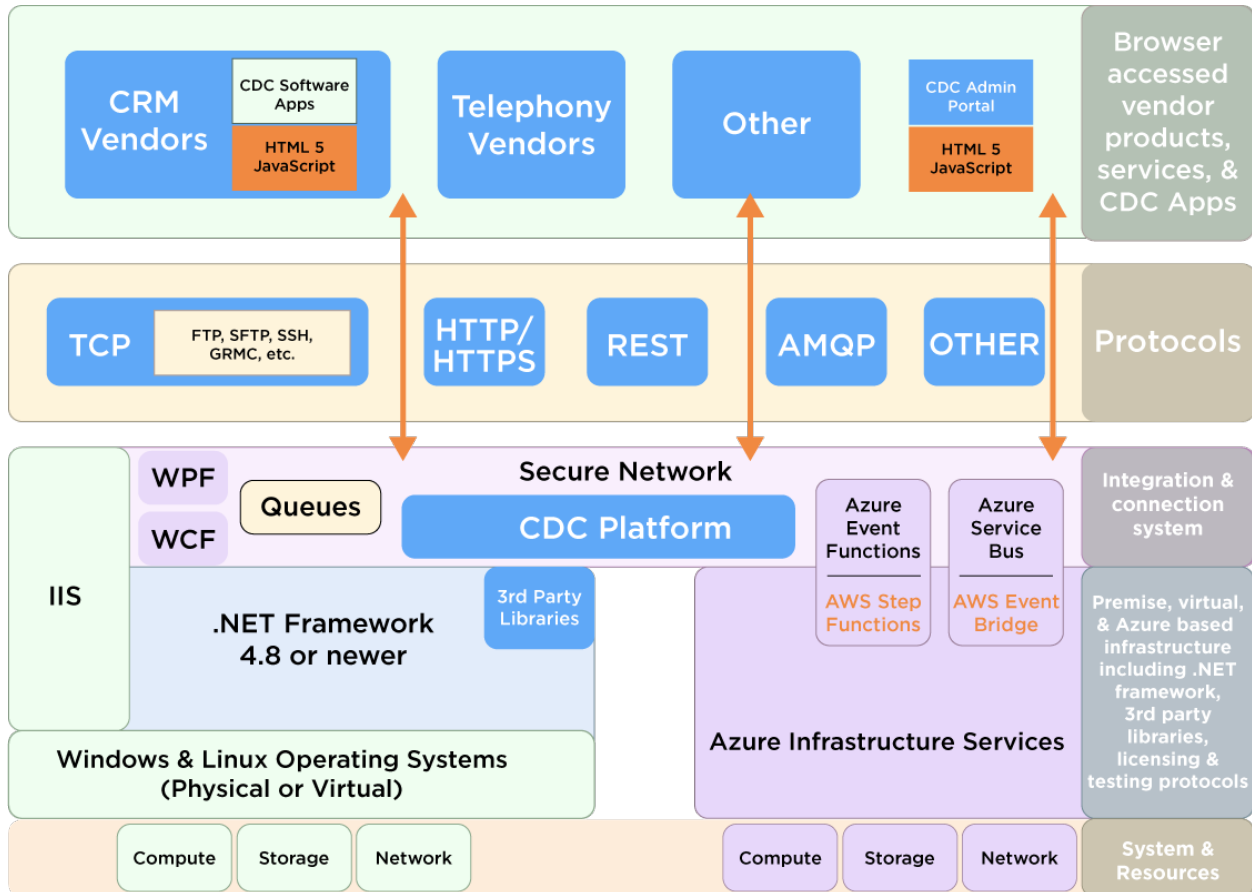 CRM
Vendors
CDC Software
Apps
HTML 5
JavaScript
Telephony
Vendors
Other
CDC Admin
Portal
HTML 5
JavaScript
Browser
accessed
vendor
products,
services, &
CDC Apps
TCP
FTP, SFTP, SSH,
GRMC, etc.
HTTP/
HTTPS
REST
AMQP
OTHER
Protocols
IIS
WPF
WCF
Queues
Secure Network
CDC Platform
Azure
Event
Functions
AWS Step
Functions
Azure
Service
Bus
AWS Event
Bridge
Integration &
connection
system
.NET Framework
4.8 or newer
3rd Party
Libraries
Windows & Linux Operating Systems
(Physical or Virtual)
Azure Infrastructure Services
Premise, virtual,
& Azure based
infrastructure
including .NET
framework,
3rd party
libraries,
licensing &
testing protocols
Compute
Storage
Network
Compute
Storage
Network
System &
Resources